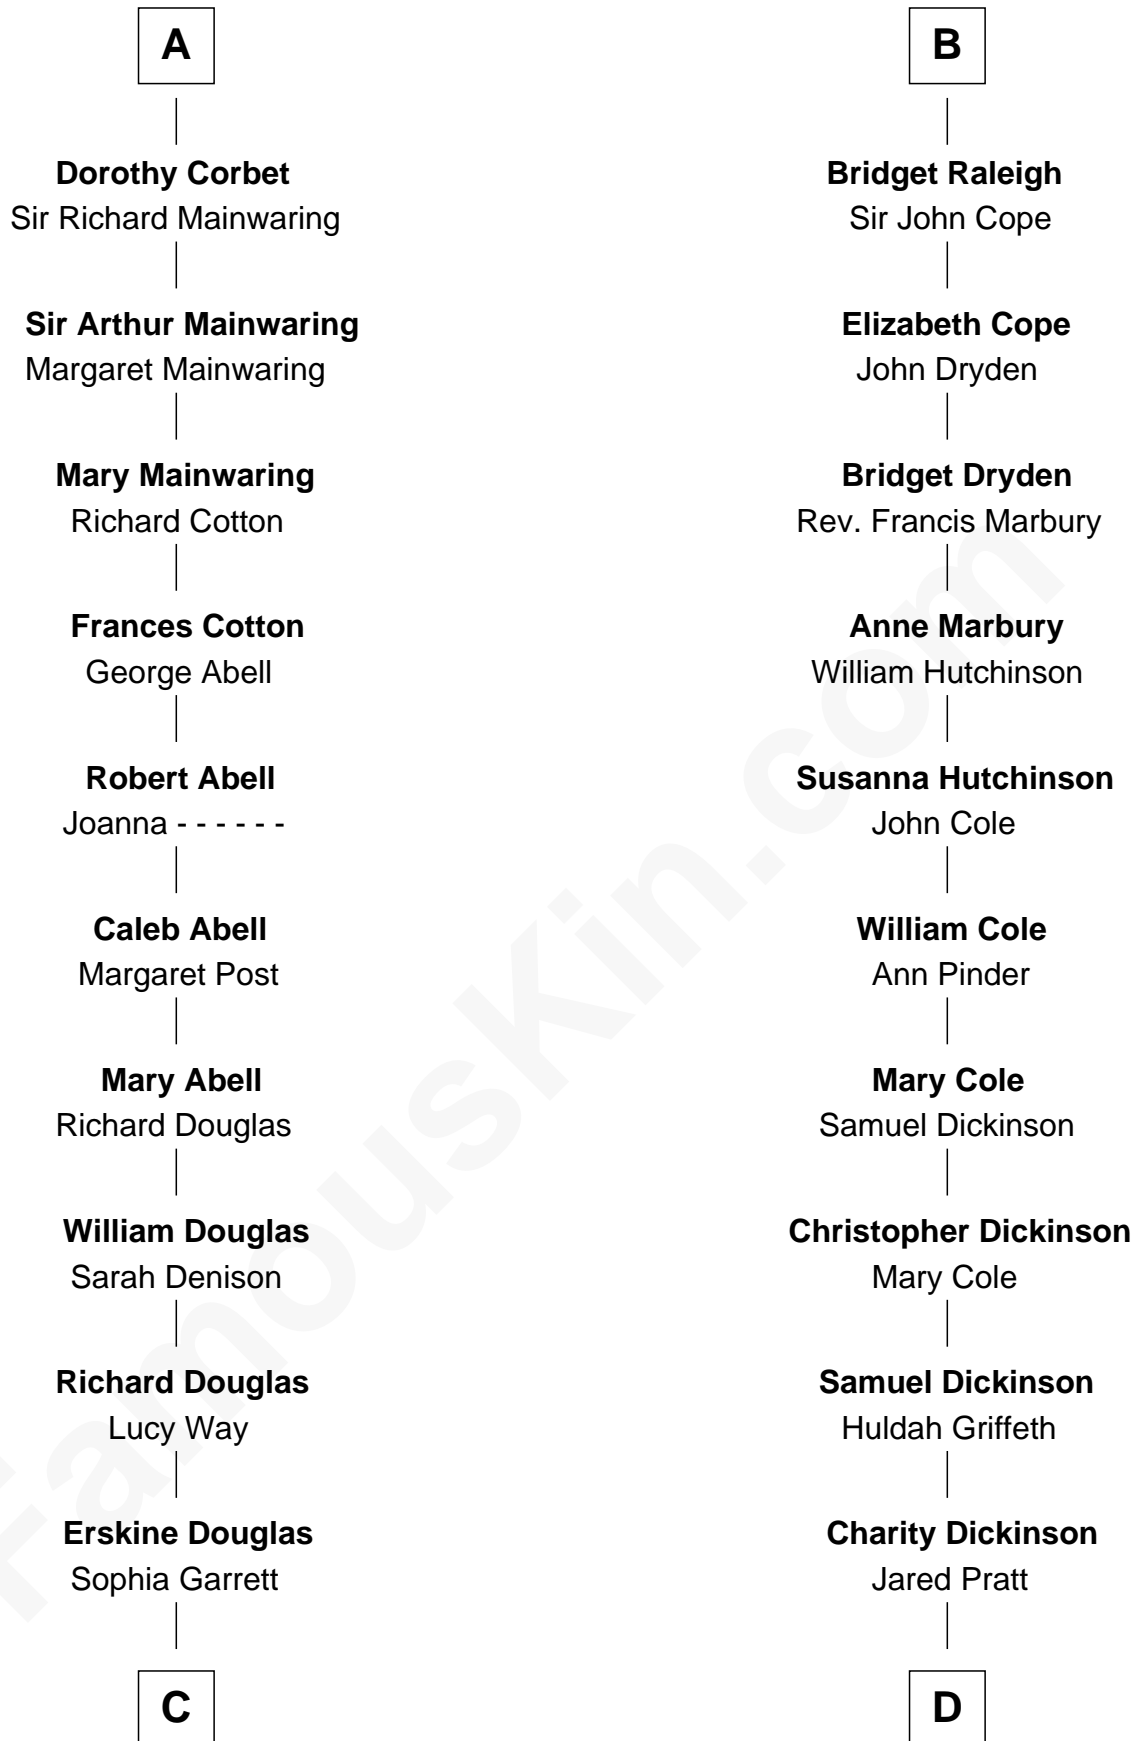 A
Dorothy Corbet
Sir Richard Mainwaring
Sir Arthur Mainwaring
Margaret Mainwaring
Mary Mainwaring
Richard Cotton
Frances Cotton
George Abell
Robert Abell
Joanna - - - - - -
Caleb Abell
Margaret Post
Mary Abell
Richard Douglas
William Douglas
Sarah Denison
Richard Douglas
Lucy Way
Erskine Douglas
Sophia Garrett
C
B
Bridget Raleigh
Sir John Cope
Elizabeth Cope
John Dryden
Bridget Dryden
Rev. Francis Marbury
Anne Marbury
William Hutchinson
Susanna Hutchinson
John Cole
William Cole
Ann Pinder
Mary Cole
Samuel Dickinson
Christopher Dickinson
Mary Cole
Samuel Dickinson
Huldah Griffeth
Charity Dickinson
Jared Pratt
D
FamousKin.com